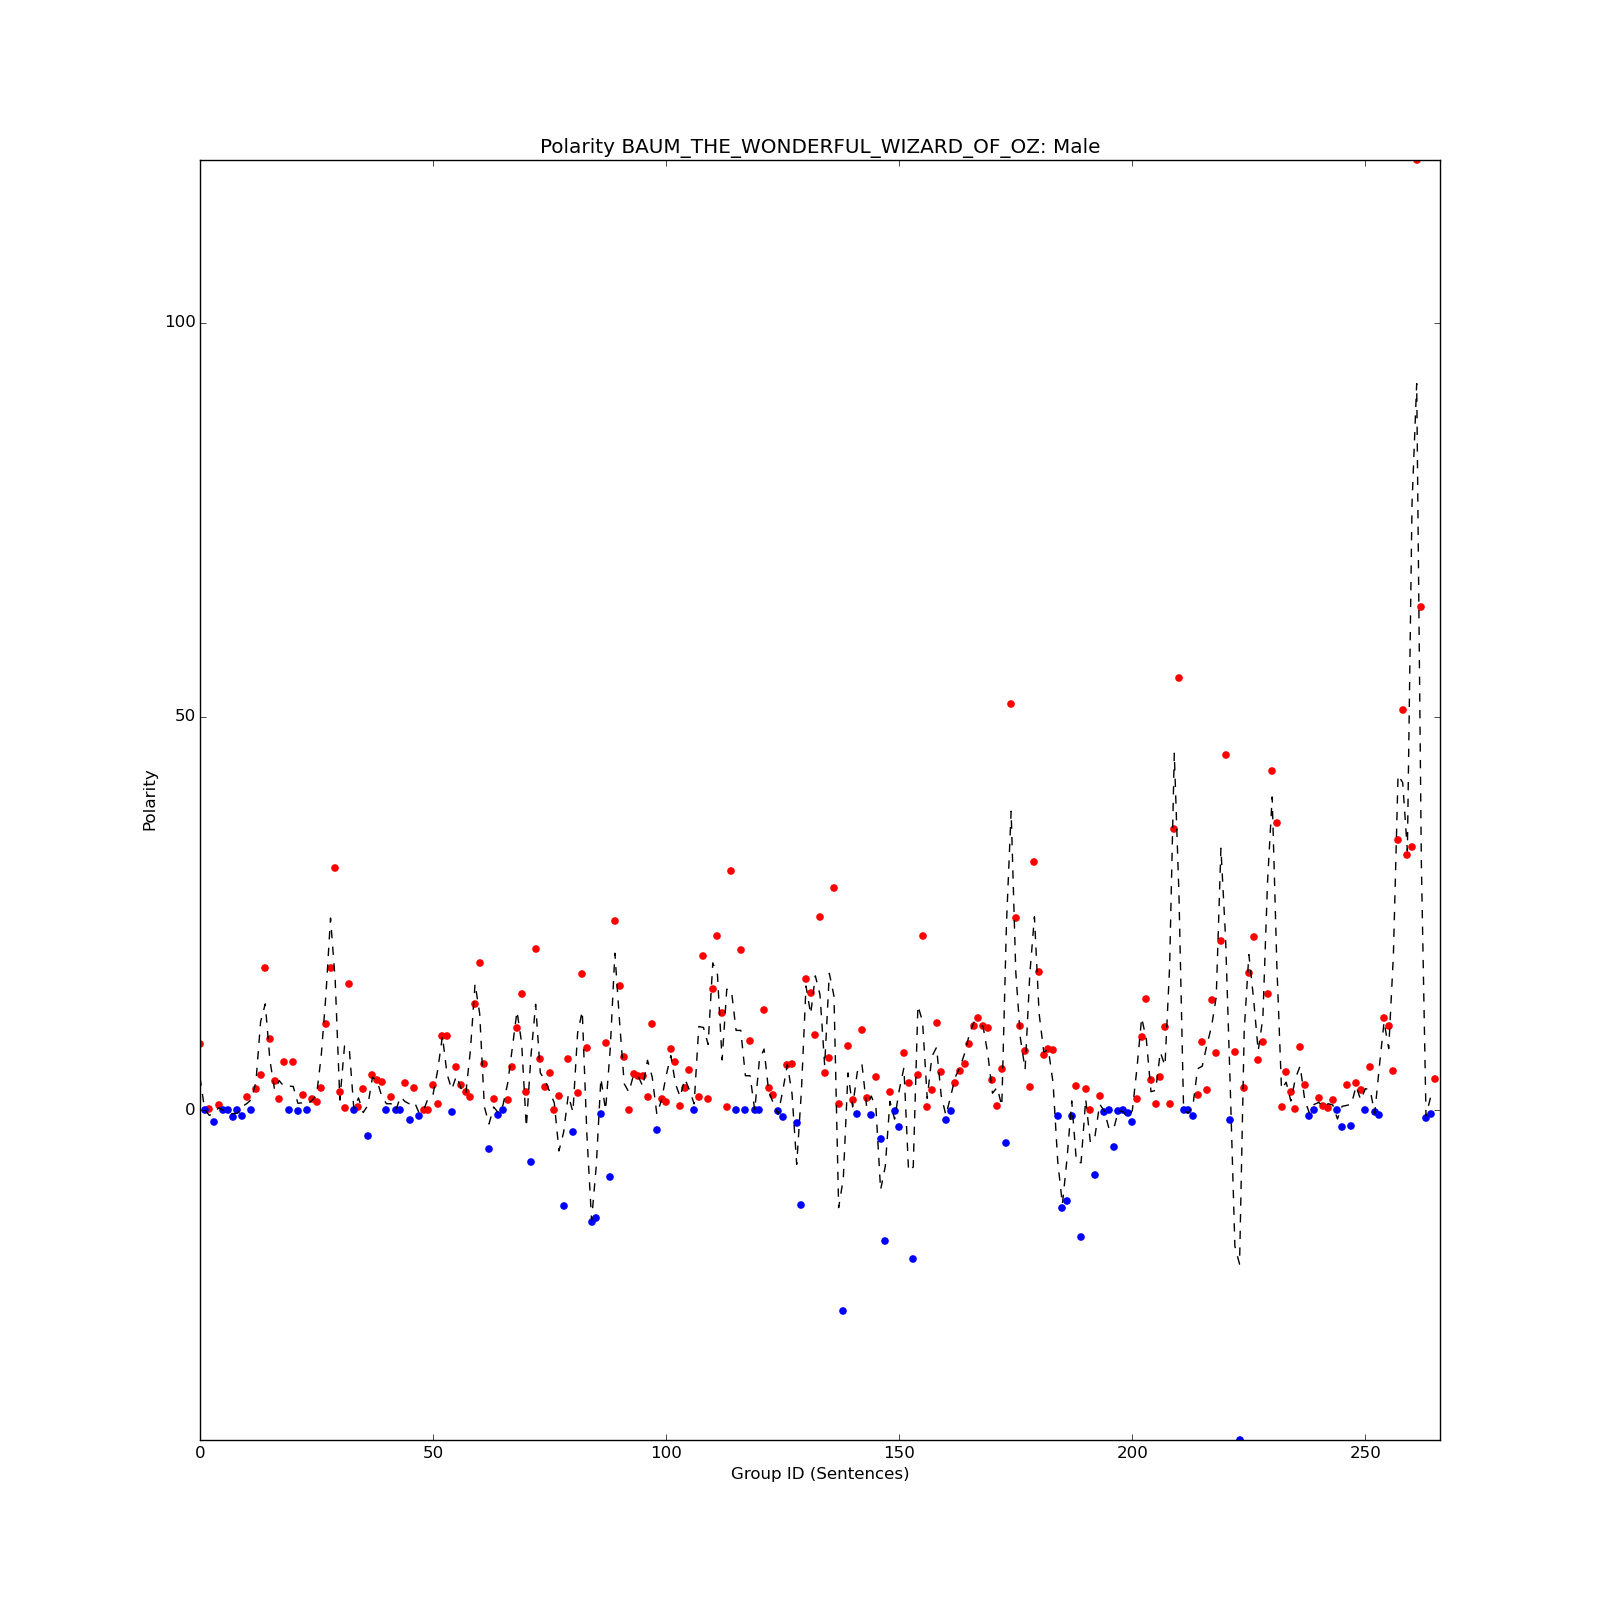 Polarity BAUM_THE_WONDERFUL_WIZARD_OF_OZ: Male
100
50
0
Polarity
0 50 100 150 200 250
Group ID (Sentences)